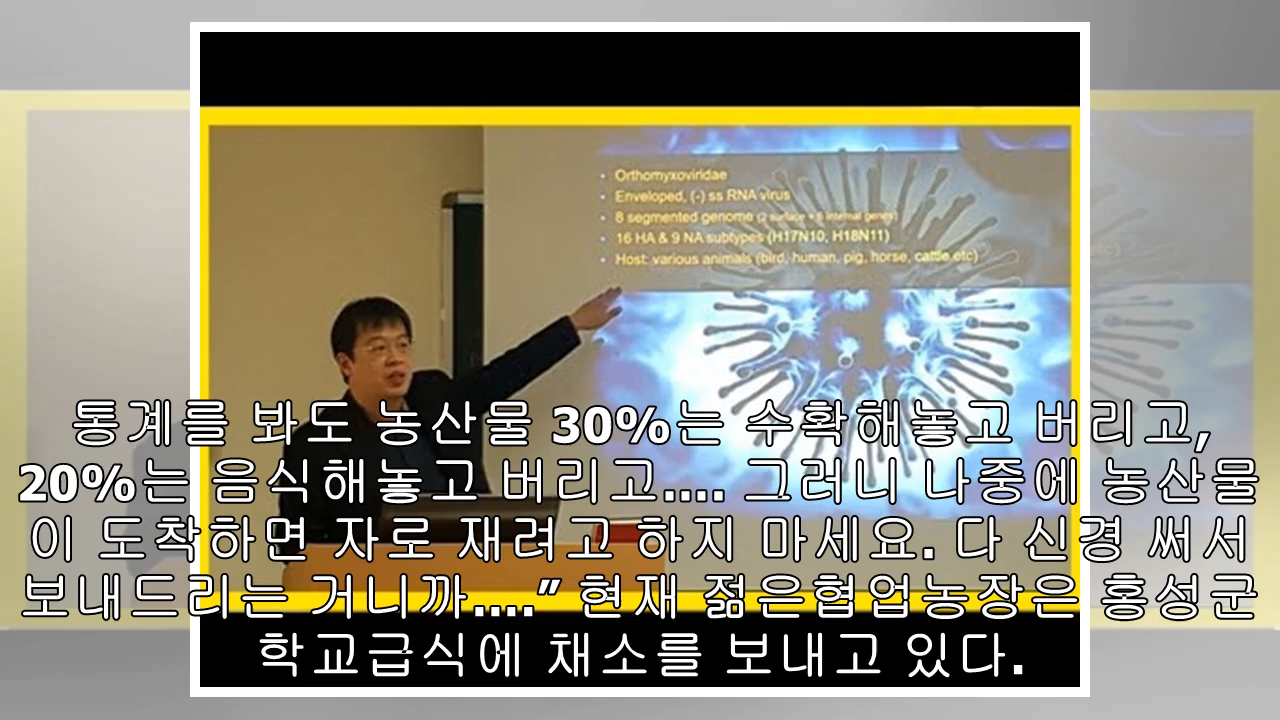 • Orthomyxoviridae
• Enveloped, (-) ss RNA virus
• 8 segmented genome (2 surface + 6 internal genes)
• 16 HA & 9 NA subtypes (H17N10, H18N11)
• Host: various animals (bird, human, pig, horse, cattle etc)
통계를 봐도 농산물 30%는 수확해놓고 버리고,
20%는 음식해놓고 버리고.... 그러니 나중에 농산물
이 도착하면 자로 재려고 하지 마세요. 다 신경 써서
보내드리는 거니까....” 현재 젊은협업농장은 홍성군
학교급식에 채소를 보내고 있다.